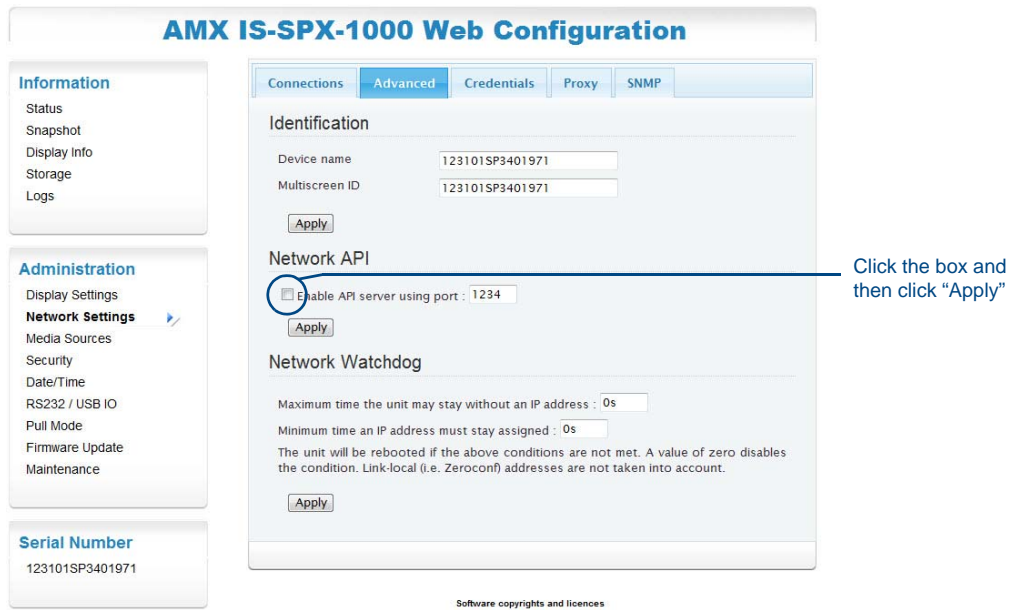 AMX IS-SPX-1000 Web Configuration
Information
Status
Snapshot
Display Info
Storage
Logs
Administration
Display Settings
Network Settings
Media Sources
Security
Date/Time
RS232 / USB IO
Pull Mode
Firmware Update
Maintenance
Serial Number
123101SP3401971
Connections Advanced Credentials Proxy SNMP
Identification
Device name 123101SP3401971
Multiscreen ID 123101SP3401971
Apply
Network API
Enable API server using port : 1234
Apply
Network Watchdog
Maximum time the unit may stay without an IP address : 0s
Minimum time an IP address must stay assigned : 0s
The unit will be rebooted if the above conditions are not met. A value of zero disables
the condition. Link-local (i.e. Zeroconf) addresses are not taken into account.
Apply
Click the box and
then click “Apply”
Software copyrights and licences